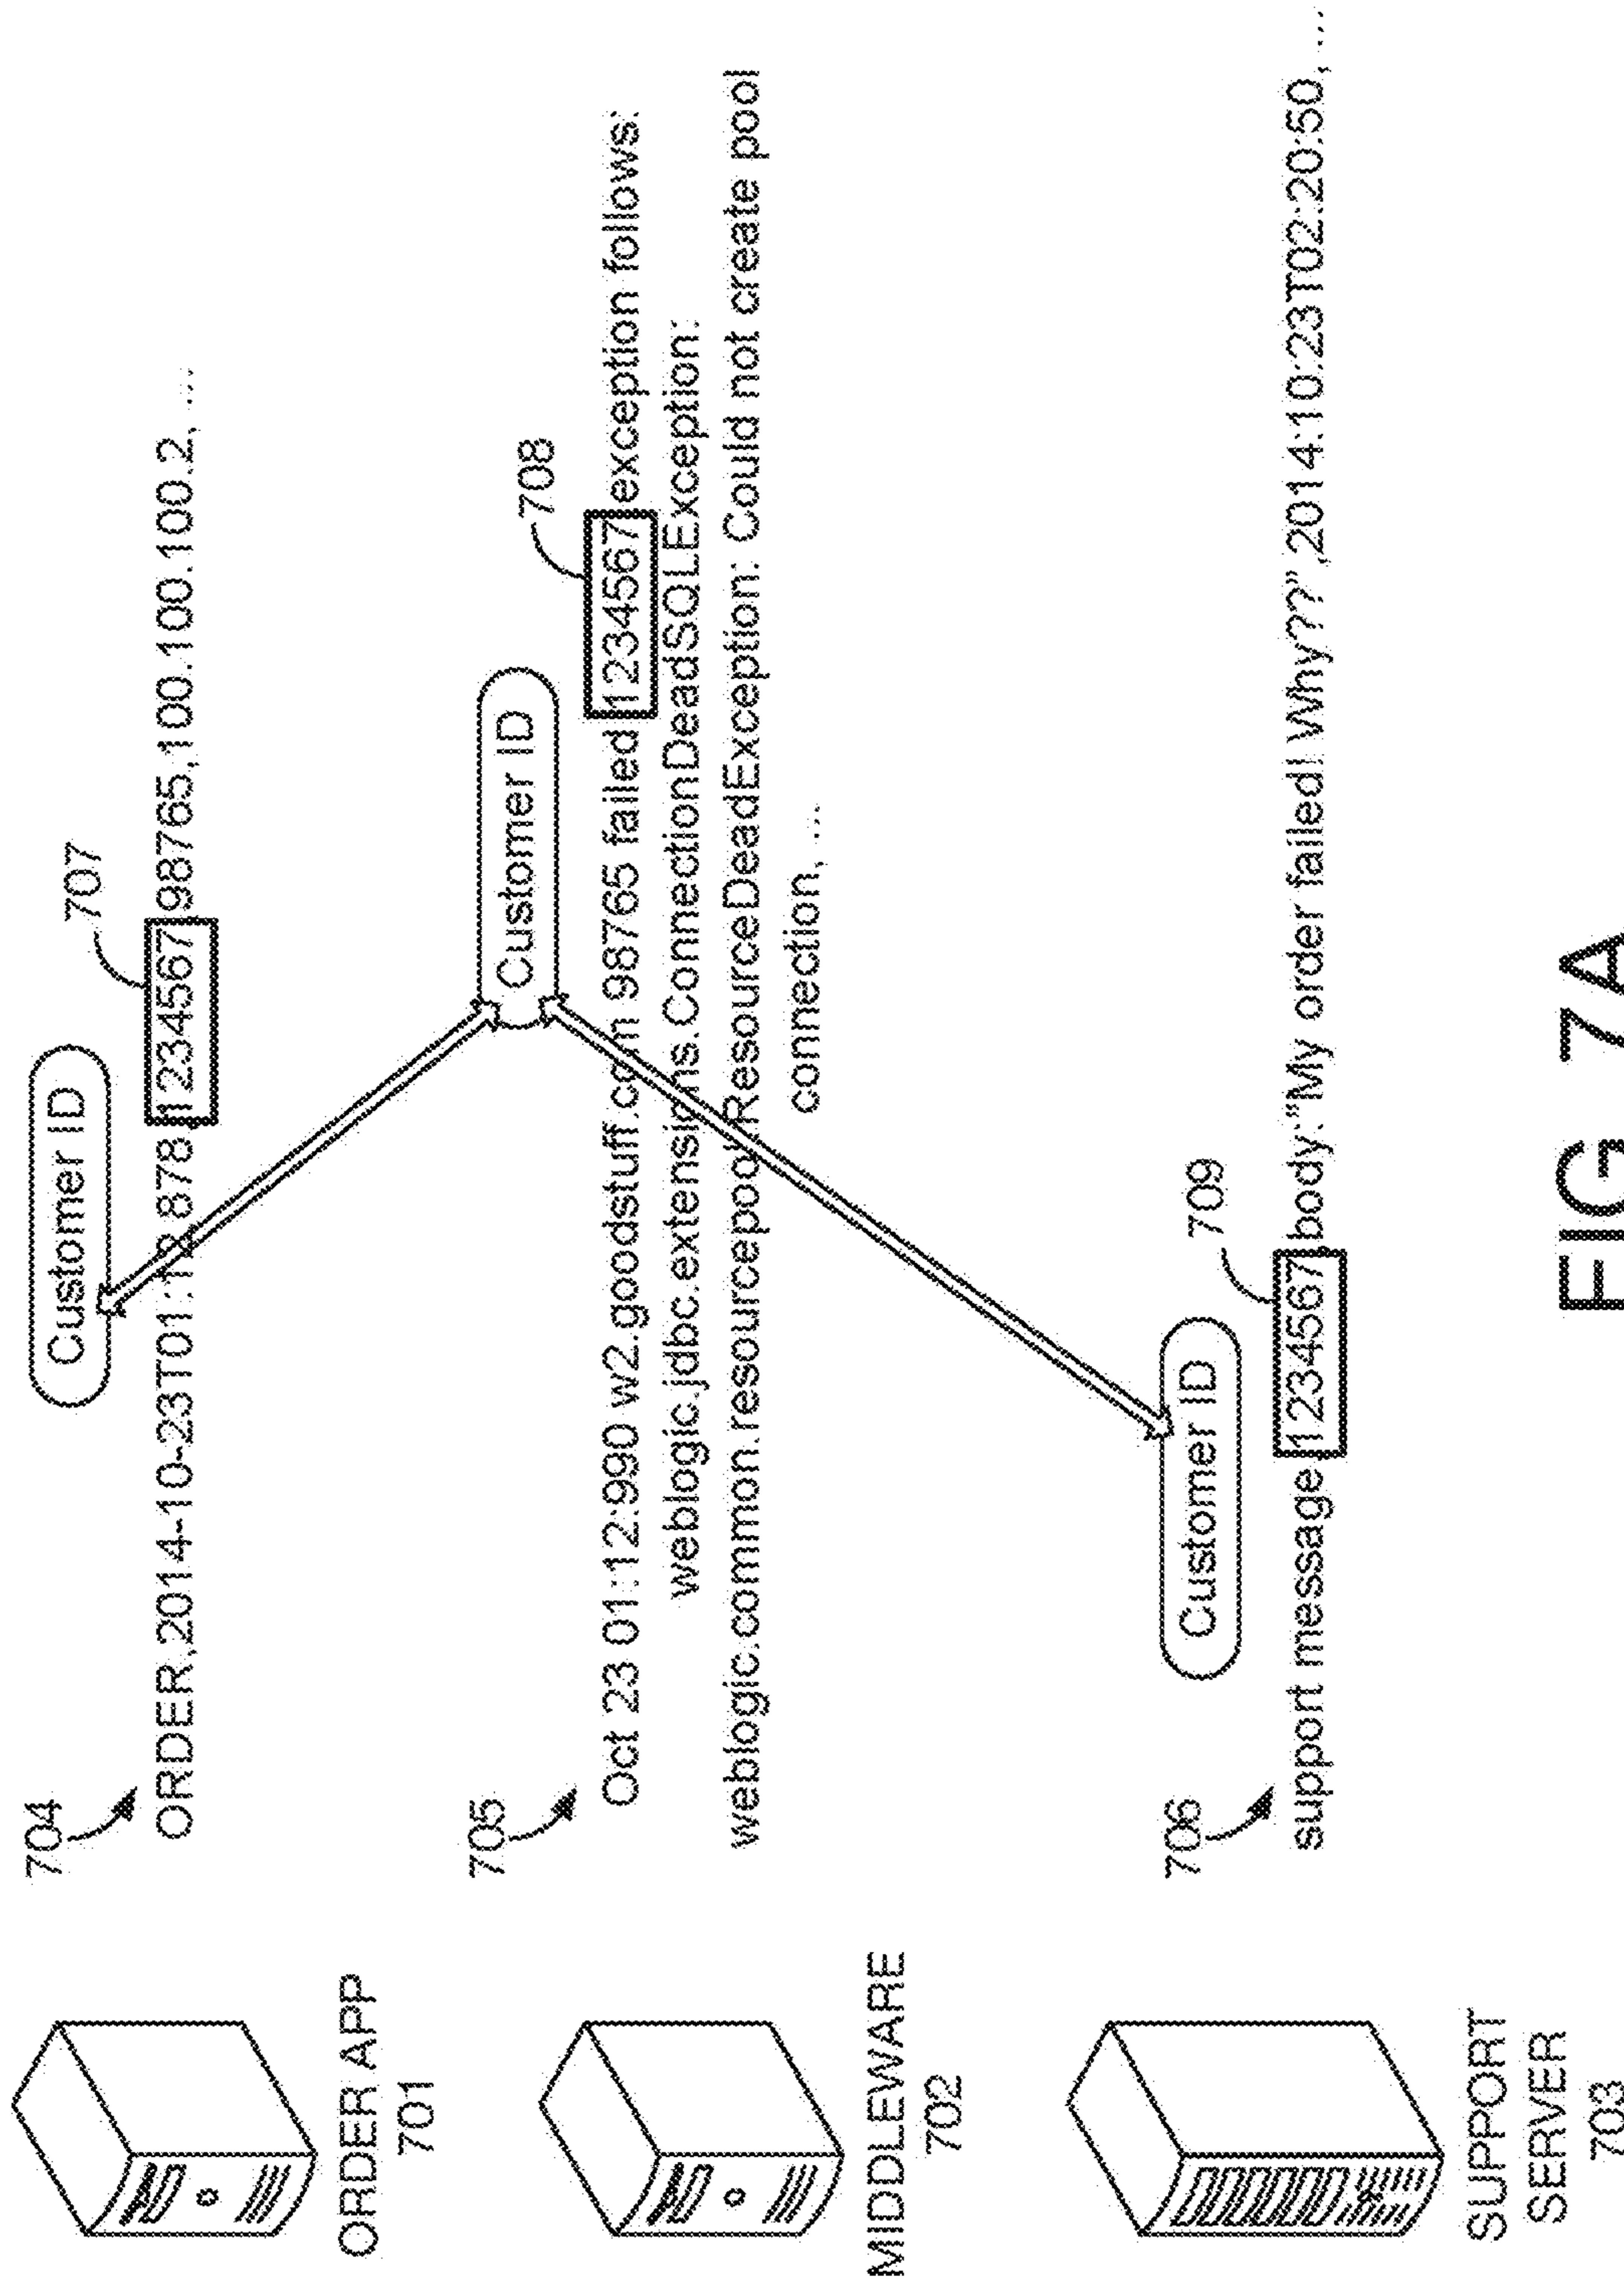 704
Customer ID
707
ORDER,2014-10-23T01:12.878,1234567,98765,100.100.100.2, ...
ORDER APP
701
705
Customer ID
708
Oct 23 01:12:990 w2.goodstuff.com 98765 failed 1234567 exception follows:
weblogic.jdbc.extensions.ConnectionDeadSQLException:
weblogic.common.resourcepool.ResourceDeadException: Could not create pool
connection, ...
MIDDLEWARE
702
706
Customer ID
709
support message,1234567,body:"My order failed! Why??",2014:10:23T02:20:50, ...
SUPPORT
SERVER
703
FIG 7A